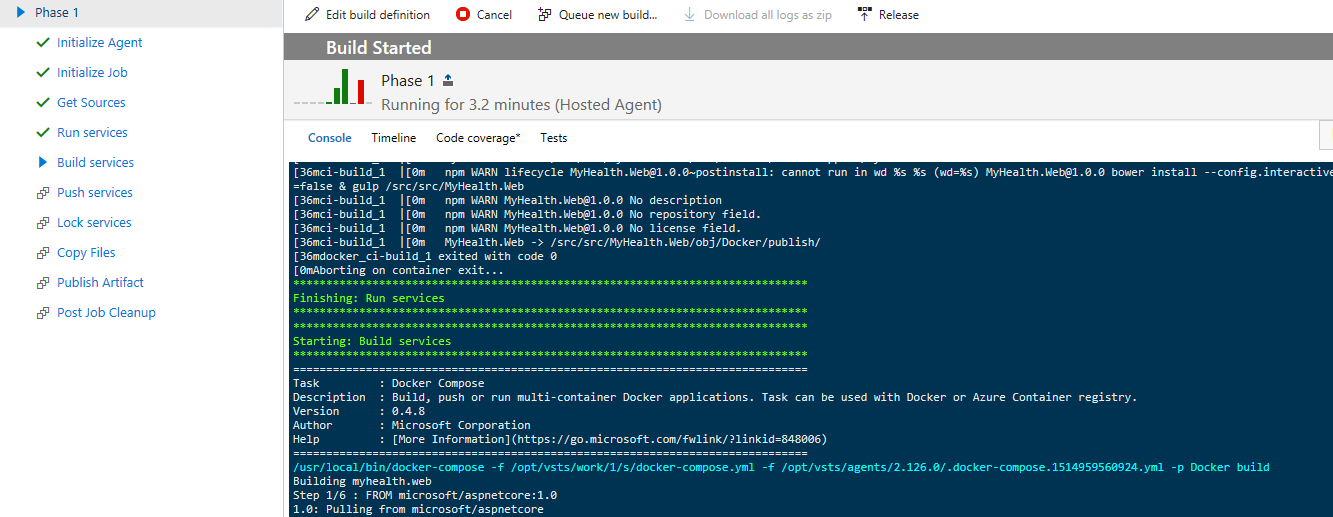 Phase 1
Initialize Agent
Initialize Job
Get Sources
Run services
Build services
Push services
Lock services
Copy Files
Publish Artifact
Post Job Cleanup
Edit build definition Cancel Queue new build... Download all logs as zip Release
Build Started
Phase 1
Running for 3.2 minutes (Hosted Agent)
Console Timeline Code coverage* Tests
[36mci-build_1 |[0m npm WARN lifecycle MyHealth.Web@1.0.0~postinstall: cannot run in wd %s %s (wd=%s) MyHealth.Web@1.0.0 bower install --config.interactive
=false & gulp /src/src/MyHealth.Web
[36mci-build_1 |[0m npm WARN MyHealth.Web@1.0.0 No description
[36mci-build_1 |[0m npm WARN MyHealth.Web@1.0.0 No repository field.
[36mci-build_1 |[0m npm WARN MyHealth.Web@1.0.0 No license field.
[36mci-build_1 |[0m MyHealth.Web -> /src/src/MyHealth.Web/obj/Docker/publish/
[36mdocker_ci-build_1 exited with code 0
[0mAborting on container exit...
******************************************************************************
Finishing: Run services
******************************************************************************
******************************************************************************
Starting: Build services
******************************************************************************
==============================================================================
Task : Docker Compose
Description : Build, push or run multi-container Docker applications. Task can be used with Docker or Azure Container registry.
Version : 0.4.8
Author : Microsoft Corporation
Help : [More Information](https://go.microsoft.com/fwlink/?linkid=848006)
==============================================================================
/usr/local/bin/docker-compose -f /opt/vsts/work/1/s/docker-compose.yml -f /opt/vsts/agents/2.126.0/.docker-compose.1514959560924.yml -p Docker build
Building myhealth.web
Step 1/6 : FROM microsoft/aspnetcore:1.0
1.0: Pulling from microsoft/aspnetcore